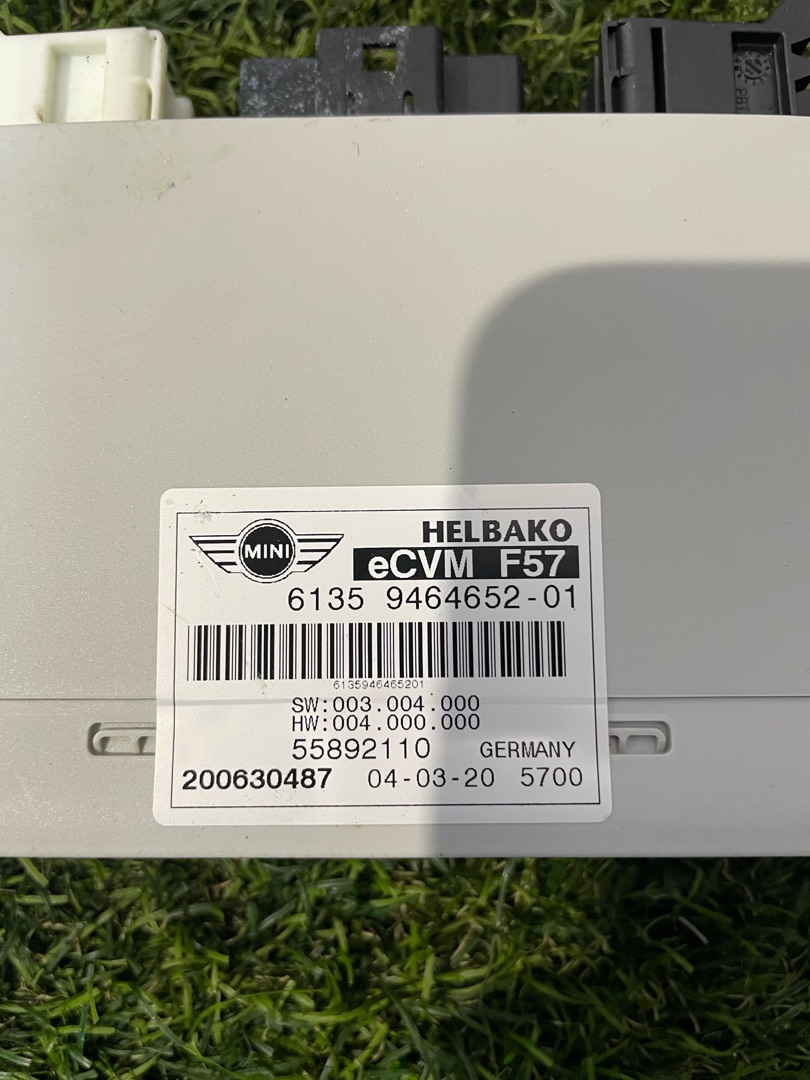 MINI
HELBAKO
eCVM F57
6135 9464652-01
6135946465201
SW:003.004.000
HW:004.000.000
55892110 GERMANY
200630487 04-03-20 5700